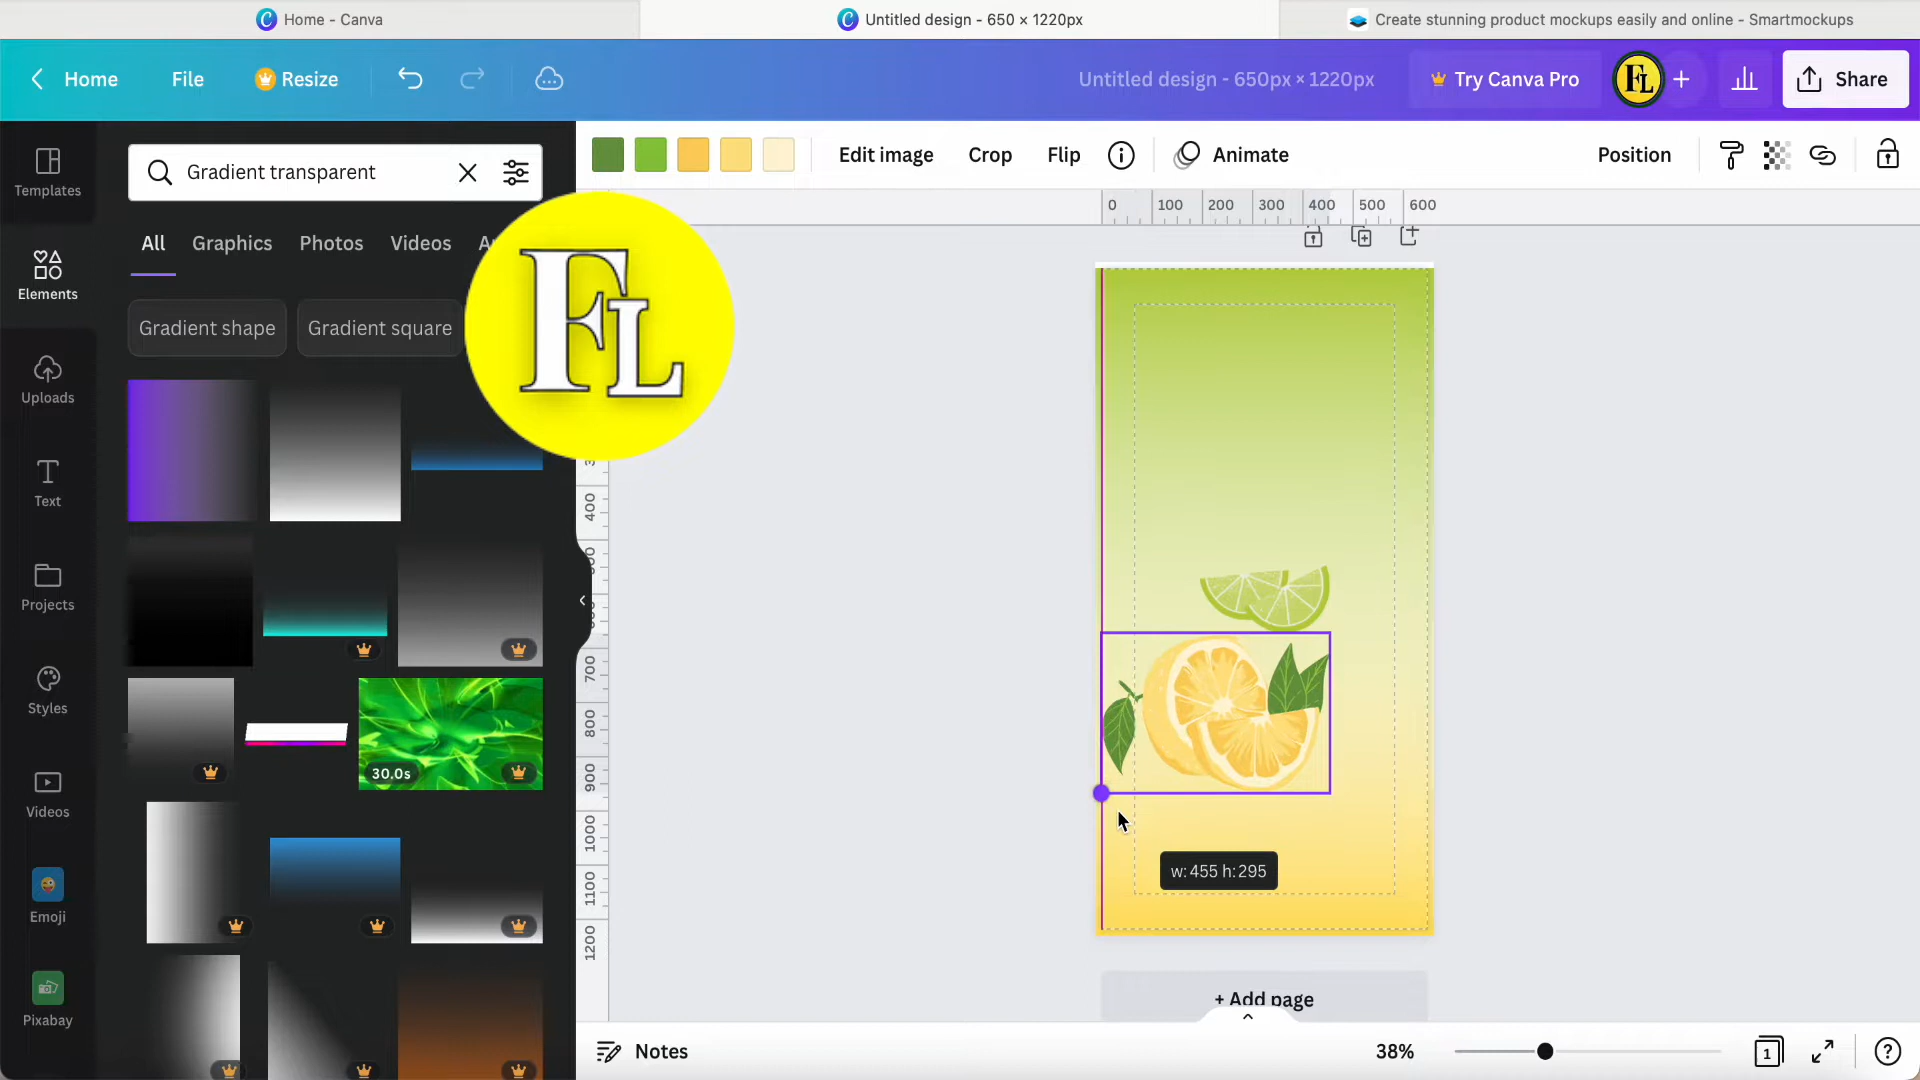 Home - Canva
Untitled design - 650 × 1220px
Create stunning product mockups easily and online - Smartmockups
Home
File
Resize
Untitled design - 650px × 1220px
Try Canva Pro
FL
+
Share
Templates
Elements
Uploads
Text
Projects
Styles
Videos
Emoji
Pixabay
Gradient transparent
All
Graphics
Photos
Videos
Gradient shape
Gradient square
FL
30.0s
Edit image
Crop
Flip
Animate
Position
0 100 200 300 400 500 600
400
700
800
900
1000
1100
1200
w: 455 h: 295
+ Add page
Notes
38%
1
?